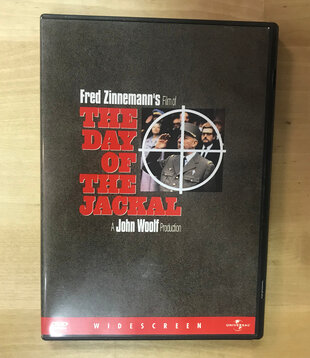 Fred Zinnemann's Film of
THE
DAY
OF
THE
JACKAL
A John Woolf Production
WIDESCREEN
UNIVERSAL